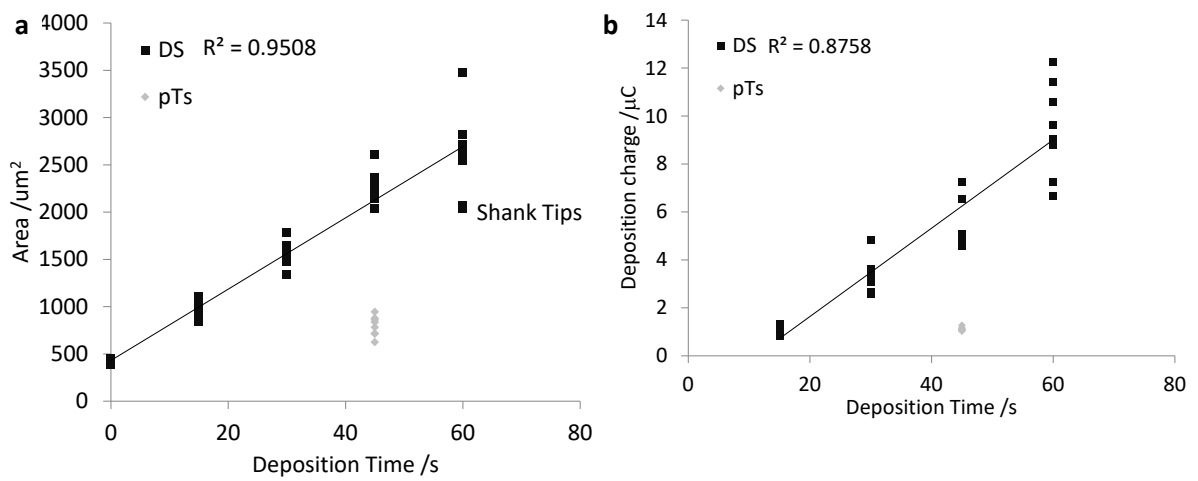 a
4000
3500
3000
2500
2000
1500
1000
500
0
Area /um²
DS R² = 0.9508
pTs
Shank Tips
0 20 40 60 80
Deposition Time /s
b
14
12
10
8
6
4
2
0
Deposition charge /µC
DS R² = 0.8758
pTs
0 20 40 60 80
Deposition Time /s